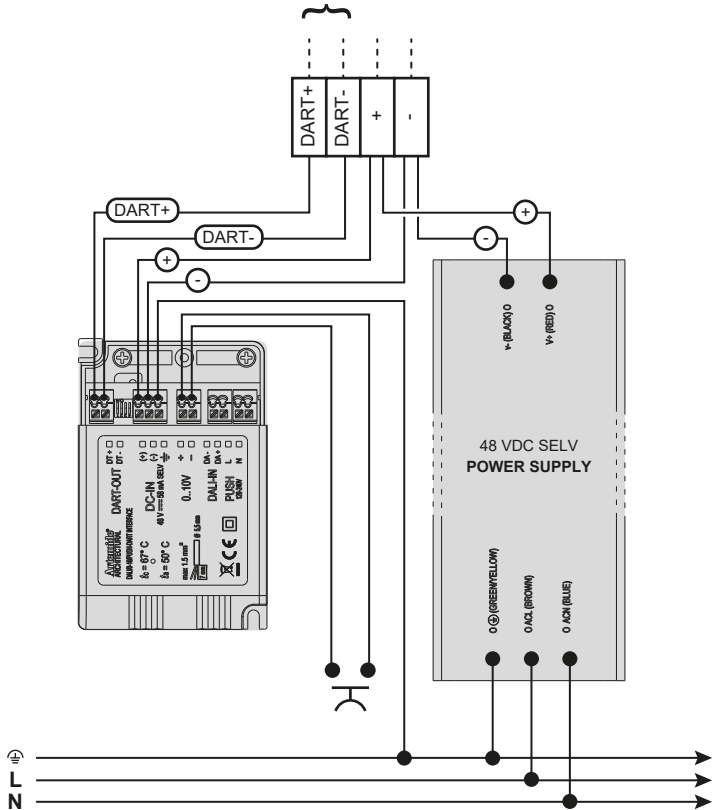 DART+
DART-
+
-
DART+
DART-
+
-
+
-
V- (BLACK) O
V+ (RED) O
48 VDC SELV
POWER SUPPLY
O (GREEN/YELLOW)
O ACL (BROWN)
O ACN (BLUE)
DT +
DT -
DART-OUT
(+)
(-)
DC-IN
48 V 58 mA SELV
+
-
0..10V
DA -
DA +
DALI-IN
L
N
PUSH
Artemide
ARCHITECTURAL
tc = 67° C
ta = 50° C
max 1.5 mm²
CE
L
N